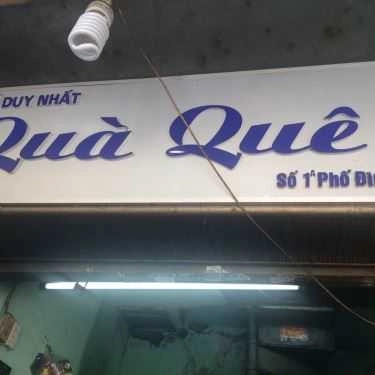 DUY NHẤT
Quà Quê
Số 1A Phố